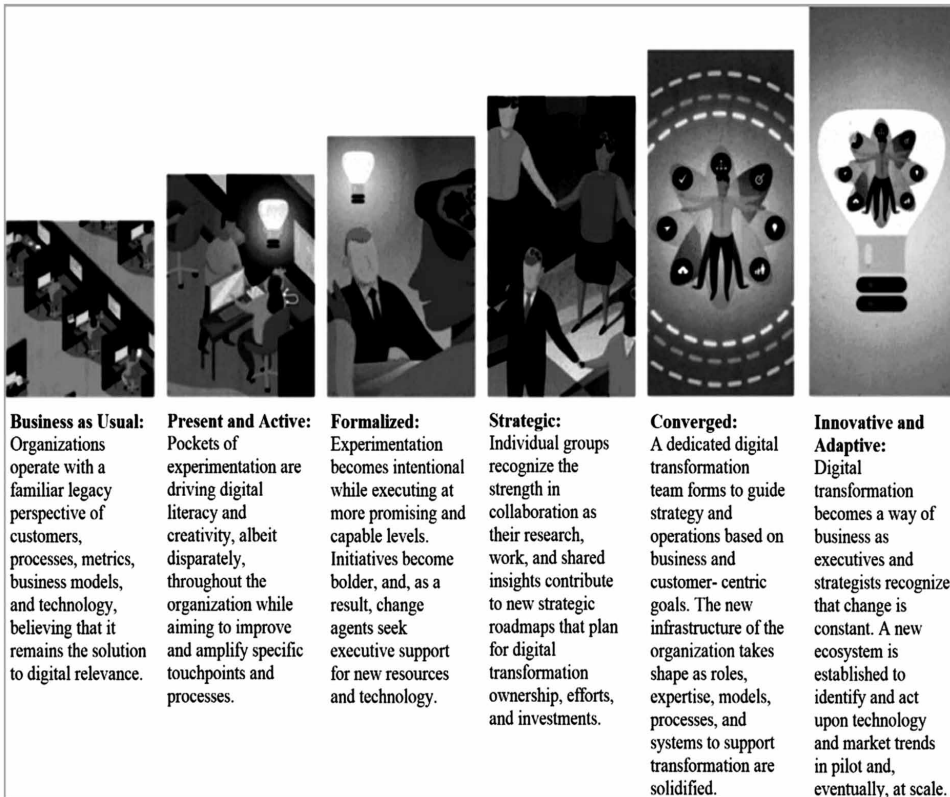 Business as Usual:
Organizations
operate with a
familiar legacy
perspective of
customers,
processes, metrics,
business models,
and technology,
believing that it
remains the solution
to digital relevance.
Present and Active:
Pockets of
experimentation are
driving digital
literacy and
creativity, albeit
disparately,
throughout the
organization while
aiming to improve
and amplify specific
touchpoints and
processes.
Formalized:
Experimentation
becomes intentional
while executing at
more promising and
capable levels.
Initiatives become
bolder, and, as a
result, change
agents seek
executive support
for new resources
and technology.
Strategic:
Individual groups
recognize the
strength in
collaboration as
their research,
work, and shared
insights contribute
to new strategic
roadmaps that plan
for digital
transformation
ownership, efforts,
and investments.
Converged:
A dedicated digital
transformation
team forms to guide
strategy and
operations based on
business and
customer- centric
goals. The new
infrastructure of the
organization takes
shape as roles,
expertise, models,
processes, and
systems to support
transformation are
solidified.
Innovative and
Adaptive:
Digital
transformation
becomes a way of
business as
executives and
strategists recognize
that change is
constant. A new
ecosystem is
established to
identify and act
upon technology
and market trends
in pilot and,
eventually, at scale.